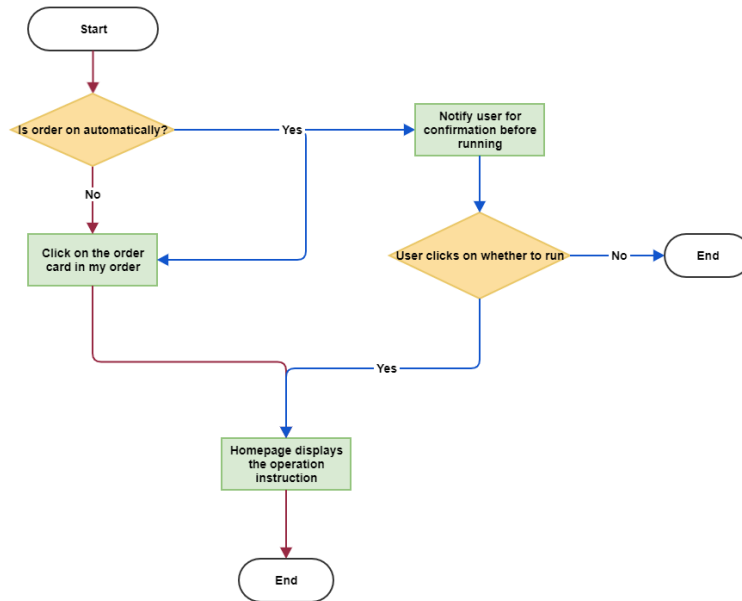 Start
Is order on automatically?
Yes
Notify user for
confirmation before
running
No
Click on the order
card in my order
User clicks on whether to run
No
End
Yes
Homepage displays
the operation
instruction
End